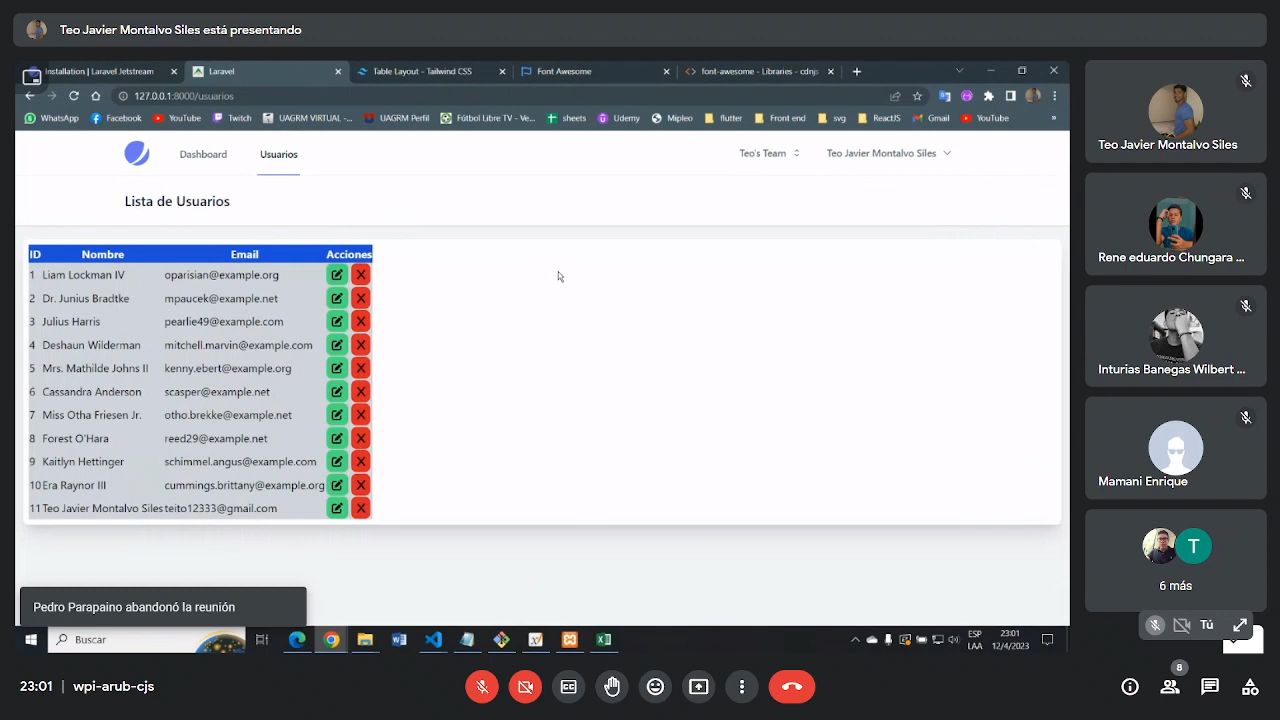 Teo Javier Montalvo Siles está presentando
Installation | Laravel Jetstream
Laravel
Table Layout - Tailwind CSS
Font Awesome
font-awesome - Libraries - cdnjs
127.0.0.1:8000/usuarios
WhatsApp
Facebook
YouTube
Twitch
UAGRM VIRTUAL -...
UAGRM Perfil
Fútbol Libre TV - Ve...
sheets
Udemy
Mipleo
flutter
Front end
svg
ReactJS
Gmail
YouTube
Dashboard
Usuarios
Teo's Team
Teo Javier Montalvo Siles
Lista de Usuarios
ID Nombre Email Acciones
1 Liam Lockman IV oparisian@example.org
2 Dr. Junius Bradtke mpaucek@example.net
3 Julius Harris pearlie49@example.com
4 Deshaun Wilderman mitchell.marvin@example.com
5 Mrs. Mathilde Johns II kenny.ebert@example.org
6 Cassandra Anderson scasper@example.net
7 Miss Otha Friesen Jr. otho.brekke@example.net
8 Forest O'Hara reed29@example.net
9 Kaitlyn Hettinger schimmel.angus@example.com
10 Era Raynor III cummings.brittany@example.org
11 Teo Javier Montalvo Siles teito12333@gmail.com
Pedro Parapaino abandonó la reunión
Buscar
ESP
LAA
23:01
12/4/2023
Teo Javier Montalvo Siles
Rene eduardo Chungara ...
Inturias Banegas Wilbert ...
Mamani Enrique
T
6 más
Tú
23:01 | wpi-arub-cjs
8